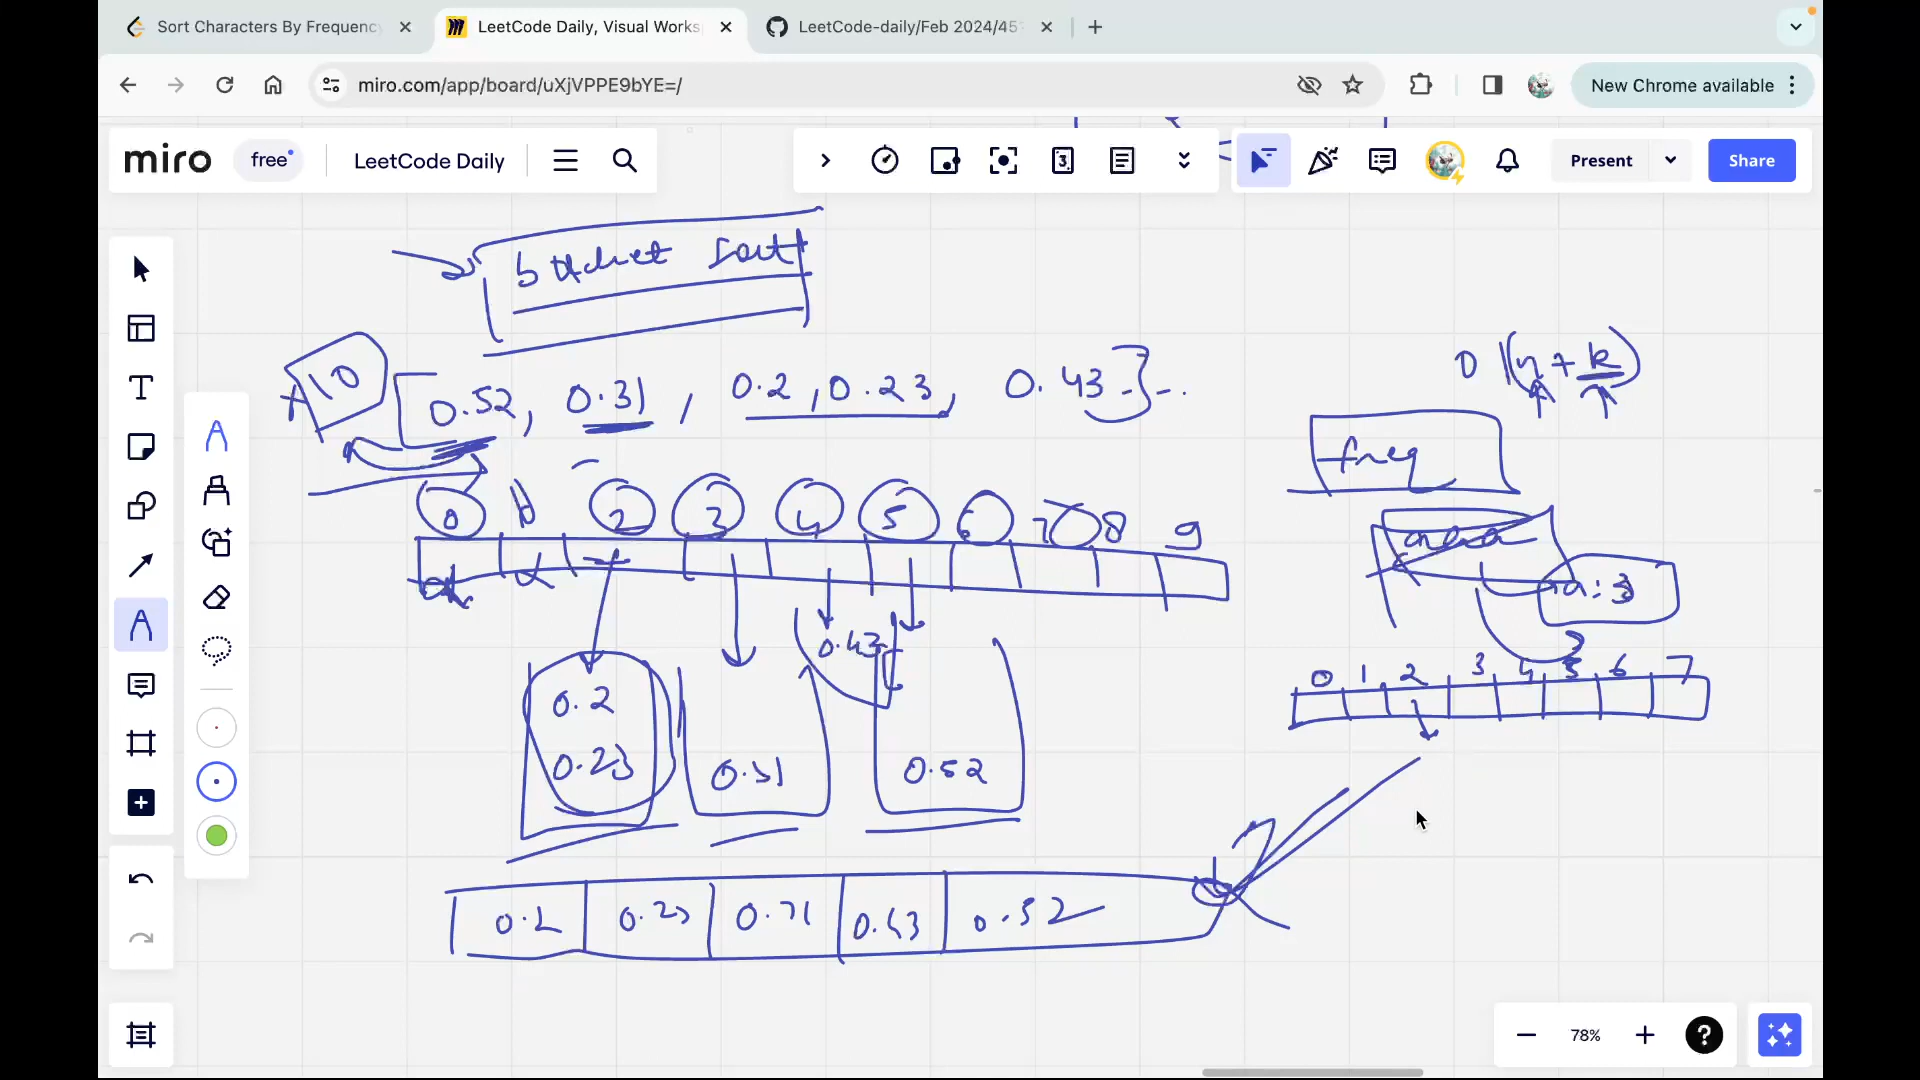 Sort Characters By Frequency
LeetCode Daily, Visual Works
LeetCode-daily/Feb 2024/45
miro.com/app/board/uXjVPPE9bYE=/
New Chrome available
miro
free
LeetCode Daily
3
Present
Share
bucket sort
10
0.52, 0.31, 0.2, 0.23, 0.43
O(n+k)
freq
0 1 2 3 4 5 6 7 8 9
a:3
0.43
0 1 2 3 4 5 6 7
0.2
0.23
0.31
0.52
0.2 0.23 0.31 0.43 0.52
78%
?